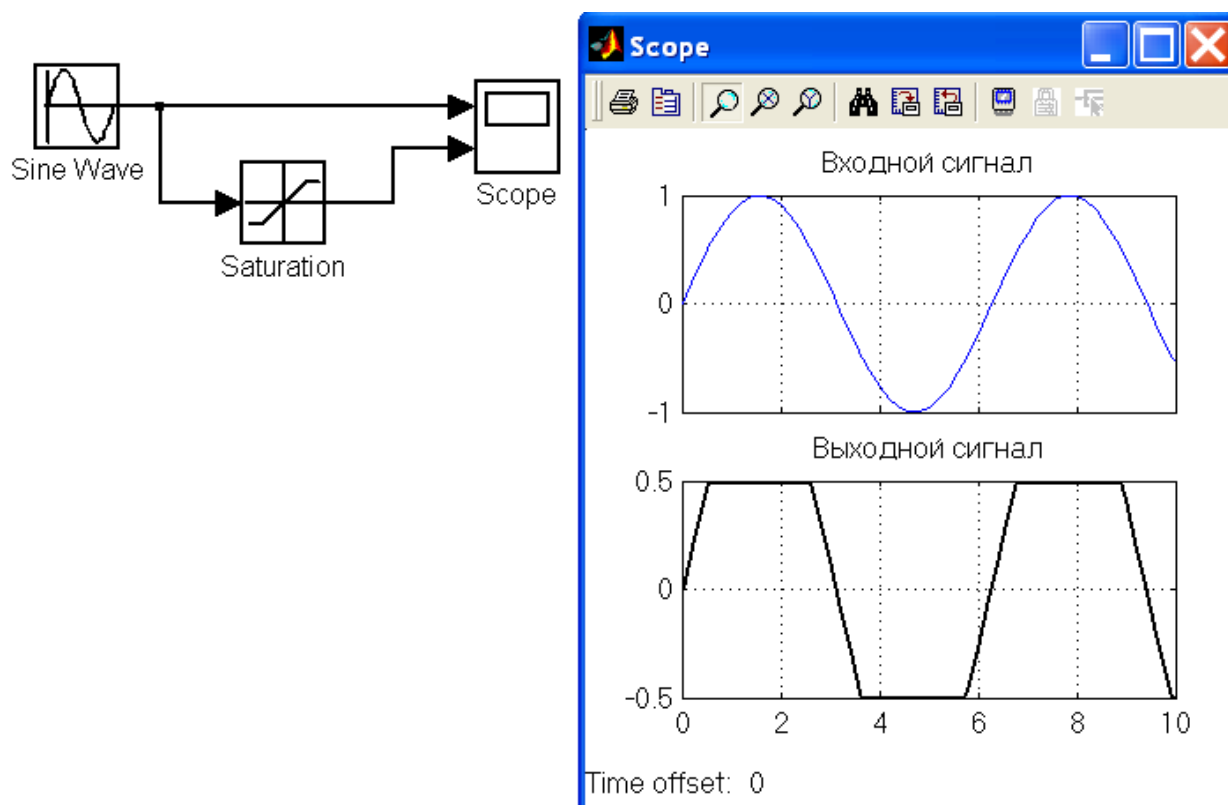 Sine Wave
Saturation
Scope
Scope
Входной сигнал
1
0
-1
Выходной сигнал
0.5
0
-0.5
0 2 4 6 8 10
Time offset: 0